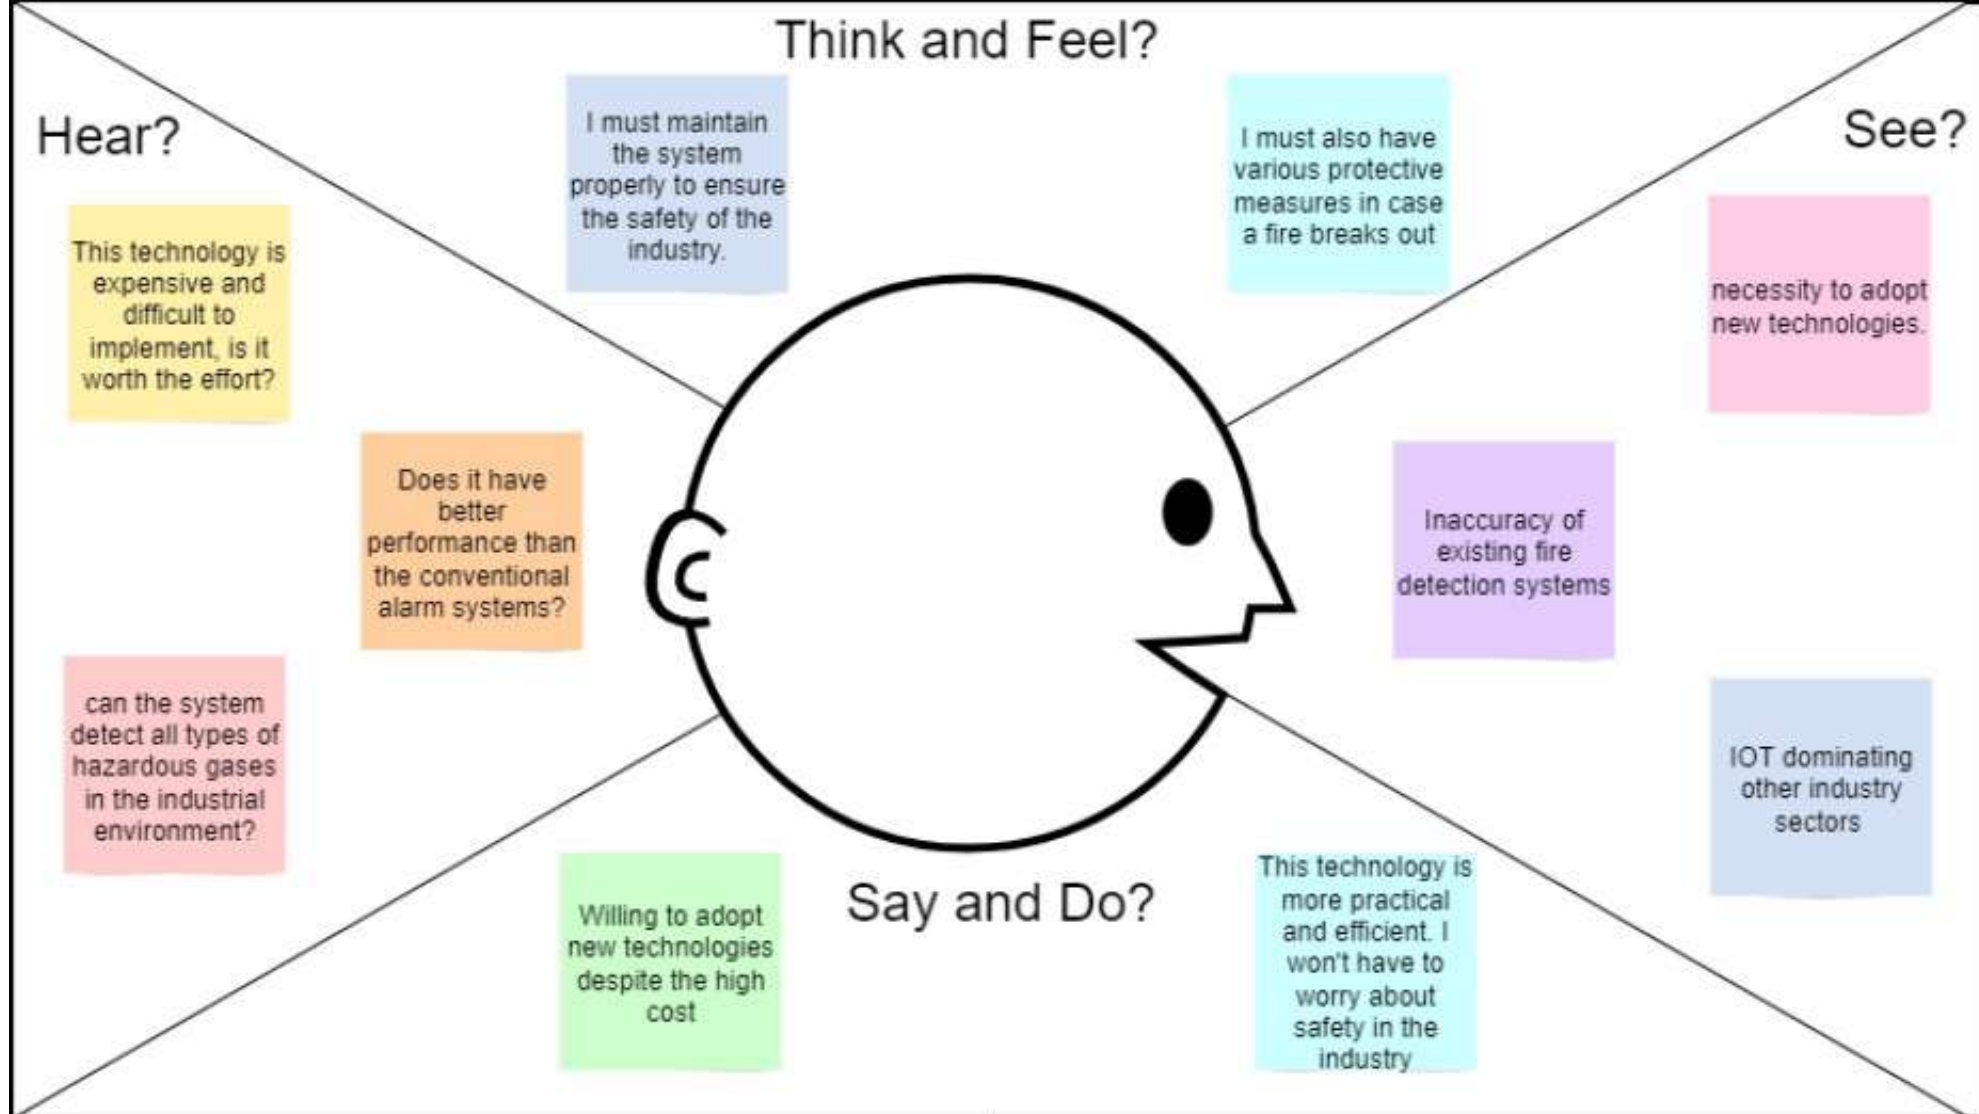 Think and Feel?
Hear?
See?
I must maintain
the system
properly to ensure
the safety of the
industry.
I must also have
various protective
measures in case
a fire breaks out
This technology is
expensive and
difficult to
implement, is it
worth the effort?
Does it have
better
performance than
the conventional
alarm systems?
can the system
detect all types of
hazardous gases
in the industrial
environment?
necessity to adopt
new technologies.
Inaccuracy of
existing fire
detection systems
IOT dominating
other industry
sectors
Say and Do?
Willing to adopt
new technologies
despite the high
cost
This technology is
more practical
and efficient. I
won't have to
worry about
safety in the
industry